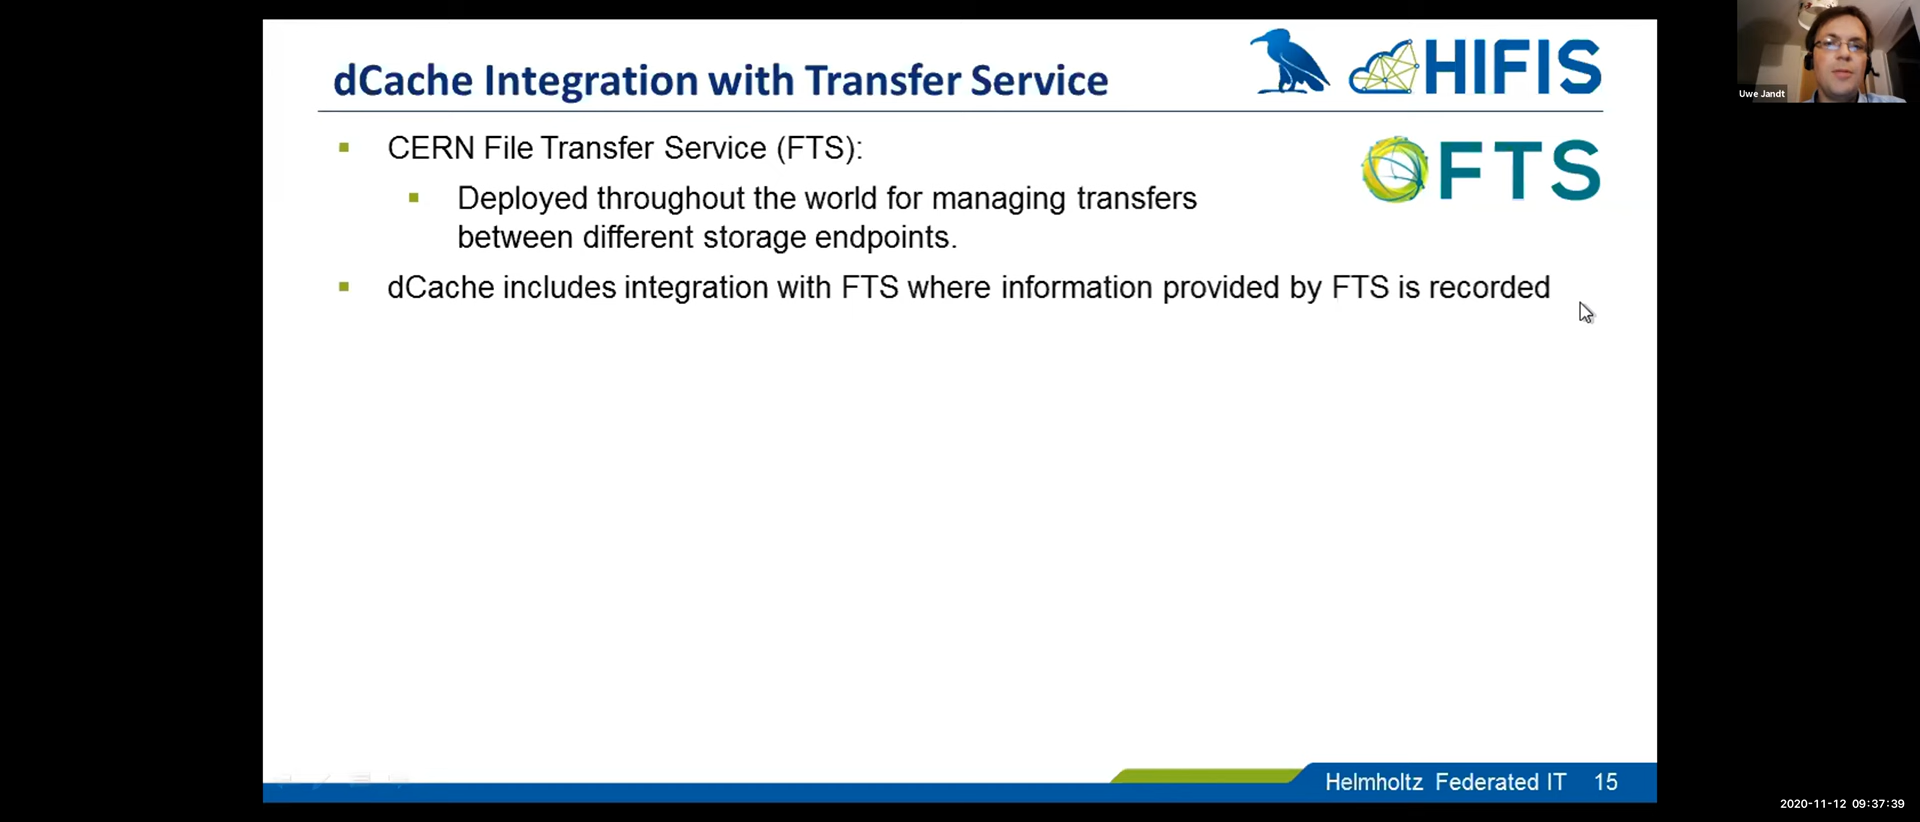 dCache Integration with Transfer Service
HIFIS
Uwe Jandt
CERN File Transfer Service (FTS):
FTS
Deployed throughout the world for managing transfers
between different storage endpoints.
dCache includes integration with FTS where information provided by FTS is recorded
Helmholtz Federated IT 15
2020-11-12 09:37:39